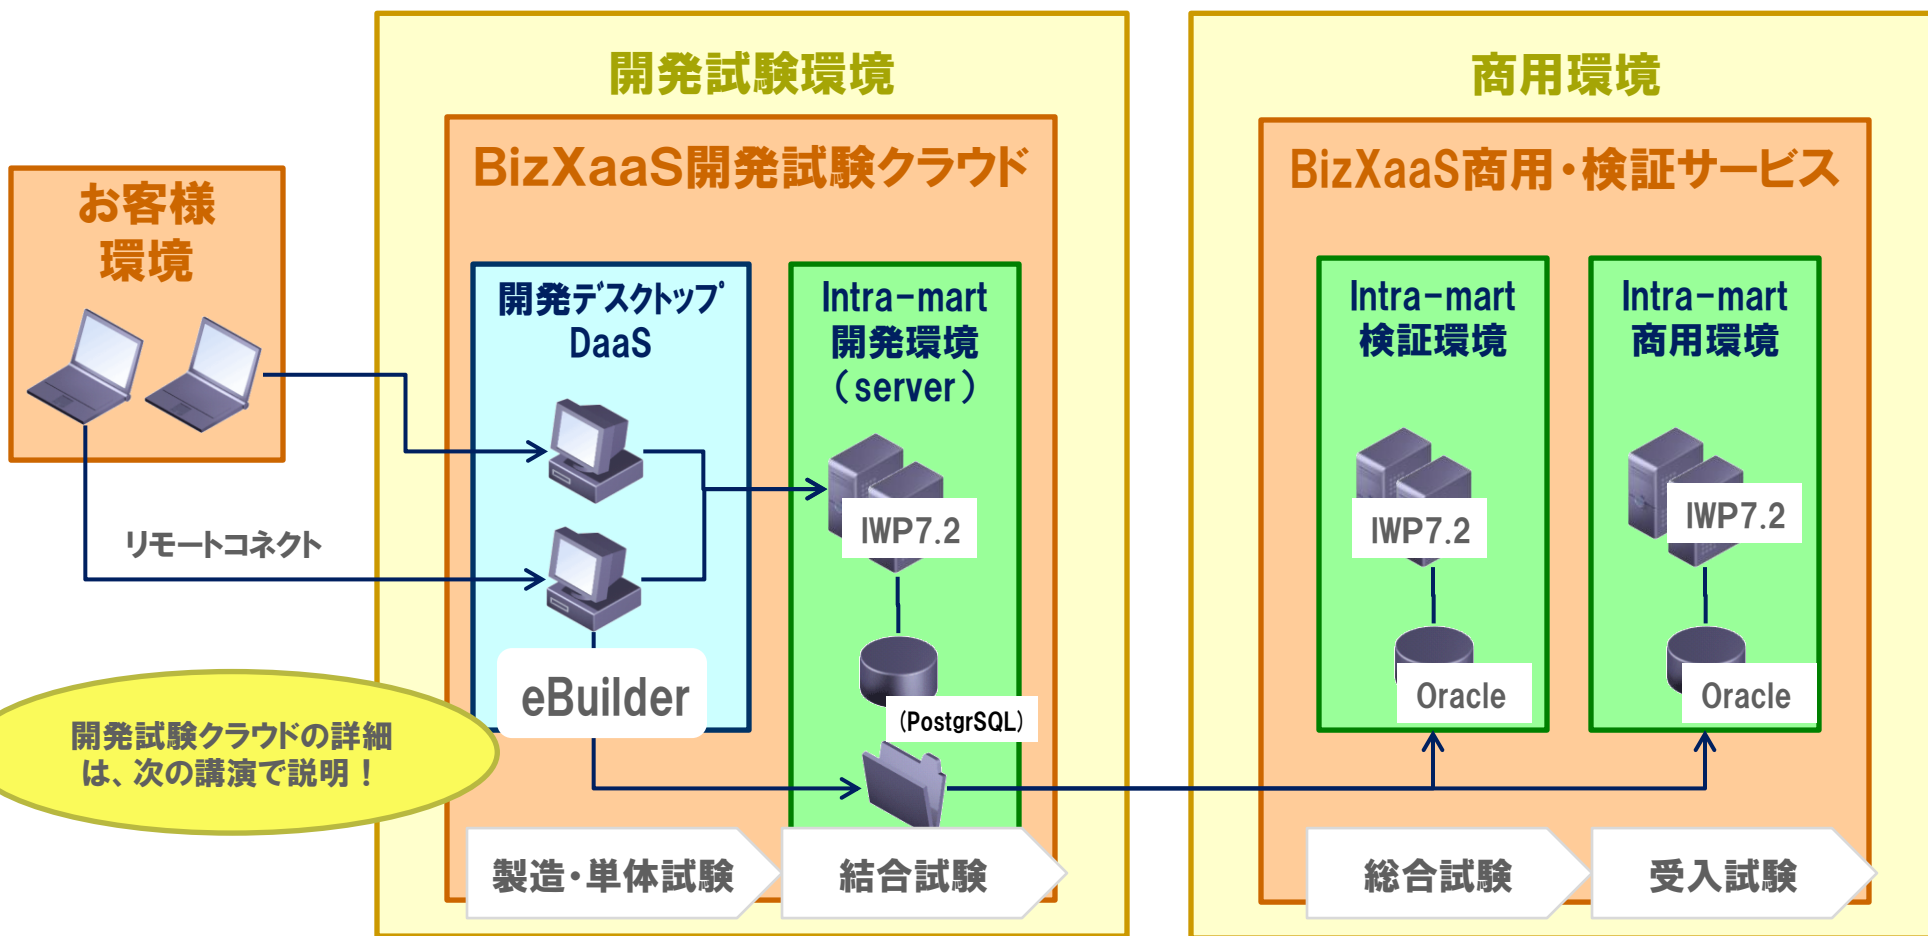 開発試験環境
商用環境
BizXaaS開発試験クラウド
BizXaaS商用・検証サービス
お客様
環境
開発デスクトップ
DaaS
Intra-mart
開発環境
(server)
Intra-mart
検証環境
Intra-mart
商用環境
IWP7.2
IWP7.2
IWP7.2
リモートコネクト
eBuilder
(PostgrSQL)
Oracle
Oracle
開発試験クラウドの詳細
は、次の講演で説明！
製造・単体試験
結合試験
総合試験
受入試験